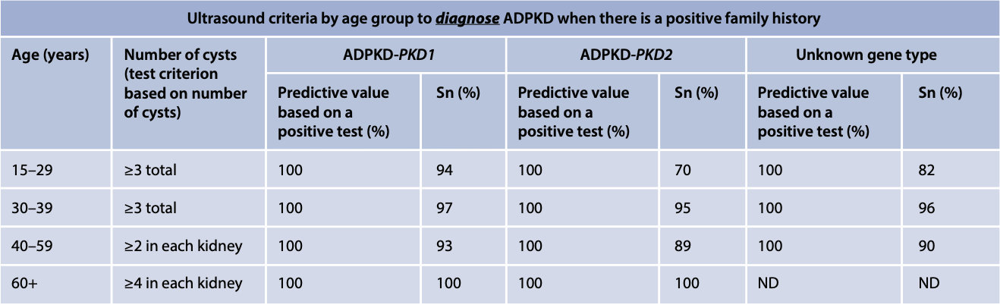 Ultrasound criteria by age group to diagnose ADPKD when there is a positive family history
Age (years)
Number of cysts
(test criterion
based on number
of cysts)
ADPKD-PKD1
ADPKD-PKD2
Unknown gene type
Predictive value
based on a
positive test (%)
Sn (%)
Predictive value
based on a
positive test (%)
Sn (%)
Predictive value
based on a
positive test (%)
Sn (%)
15–29 ≥3 total 100 94 100 70 100 82
30–39 ≥3 total 100 97 100 95 100 96
40–59 ≥2 in each kidney 100 93 100 89 100 90
60+ ≥4 in each kidney 100 100 100 100 ND ND